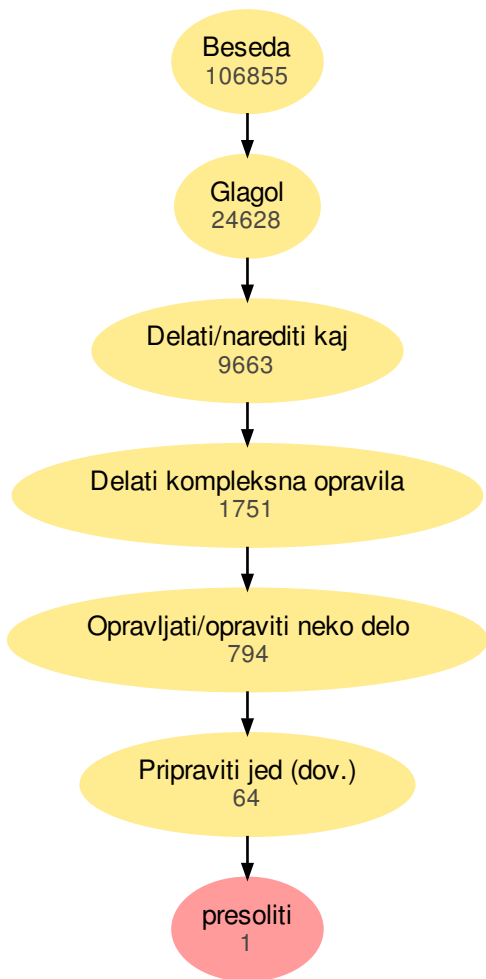 Beseda
106855
Glagol
24628
Delati/narediti kaj
9663
Delati kompleksna opravila
1751
Opravljati/opraviti neko delo
794
Pripraviti jed (dov.)
64
presoliti
1